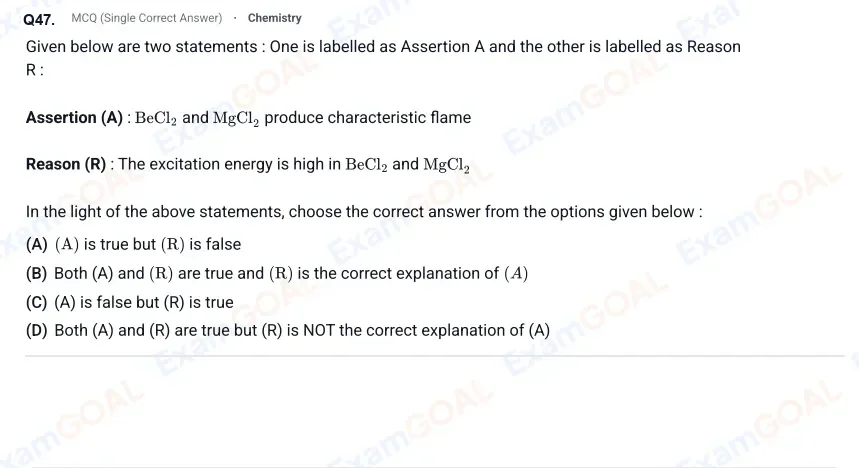 Q47. MCQ (Single Correct Answer) · Chemistry
Given below are two statements : One is labelled as Assertion A and the other is labelled as Reason
R :
Assertion (A) : BeCl₂ and MgCl₂ produce characteristic flame
Reason (R) : The excitation energy is high in BeCl₂ and MgCl₂
In the light of the above statements, choose the correct answer from the options given below :
(A) (A) is true but (R) is false
(B) Both (A) and (R) are true and (R) is the correct explanation of (A)
(C) (A) is false but (R) is true
(D) Both (A) and (R) are true but (R) is NOT the correct explanation of (A)
ExamGOAL